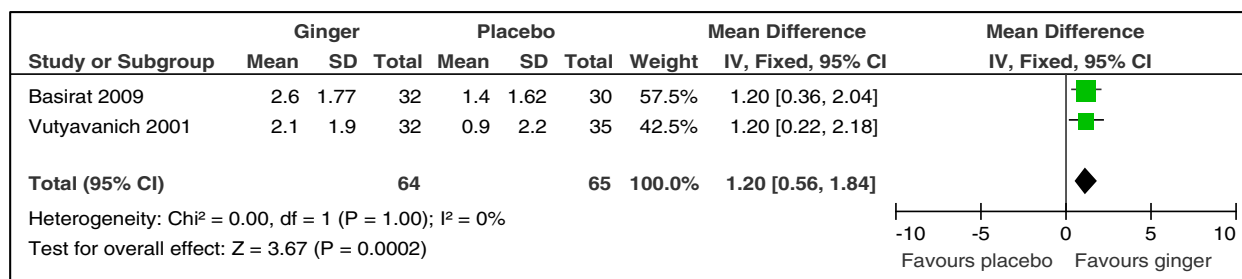 Ginger Placebo Mean Difference Mean Difference
Study or Subgroup Mean SD Total Mean SD Total Weight IV, Fixed, 95% CI IV, Fixed, 95% CI
Basirat 2009 2.6 1.77 32 1.4 1.62 30 57.5% 1.20 [0.36, 2.04]
Vutyavanich 2001 2.1 1.9 32 0.9 2.2 35 42.5% 1.20 [0.22, 2.18]
Total (95% CI) 64 65 100.0% 1.20 [0.56, 1.84]
Heterogeneity: Chi² = 0.00, df = 1 (P = 1.00); I² = 0%
Test for overall effect: Z = 3.67 (P = 0.0002)
-10 -5 0 5 10
Favours placebo Favours ginger